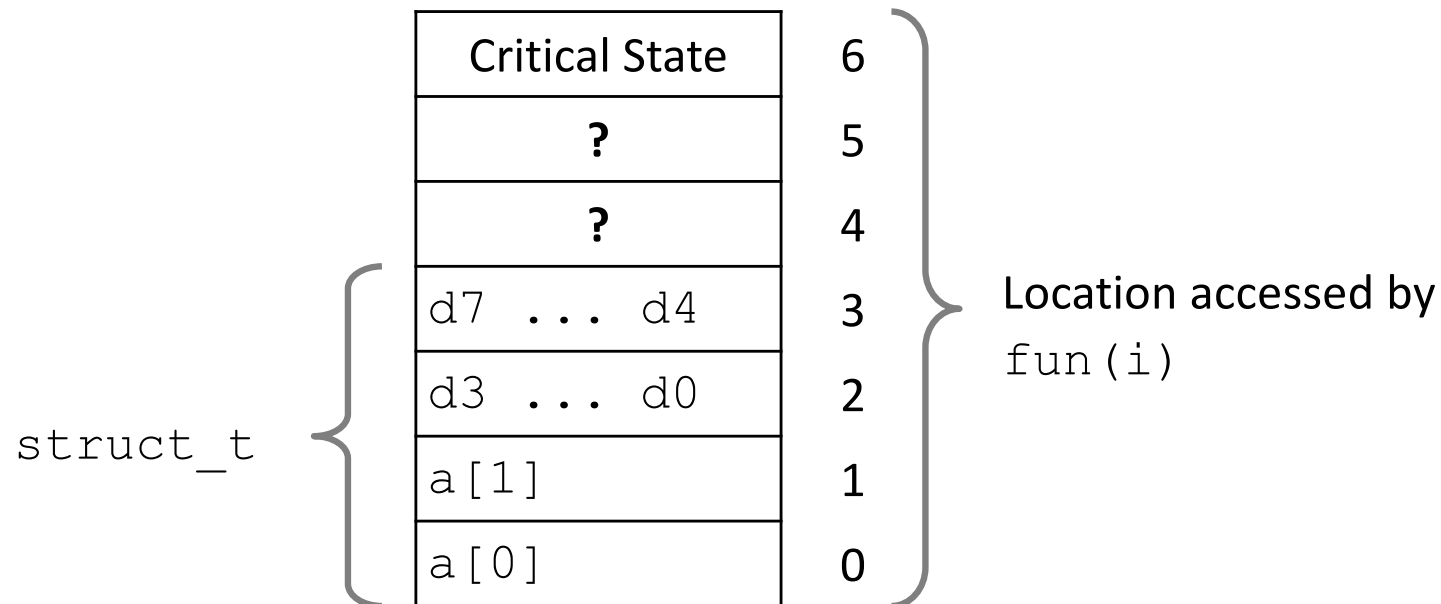 Critical State 6
? 5
? 4
d7 ... d4 3
d3 ... d0 2
a[1] 1
a[0] 0
struct_t
Location accessed by
fun(i)